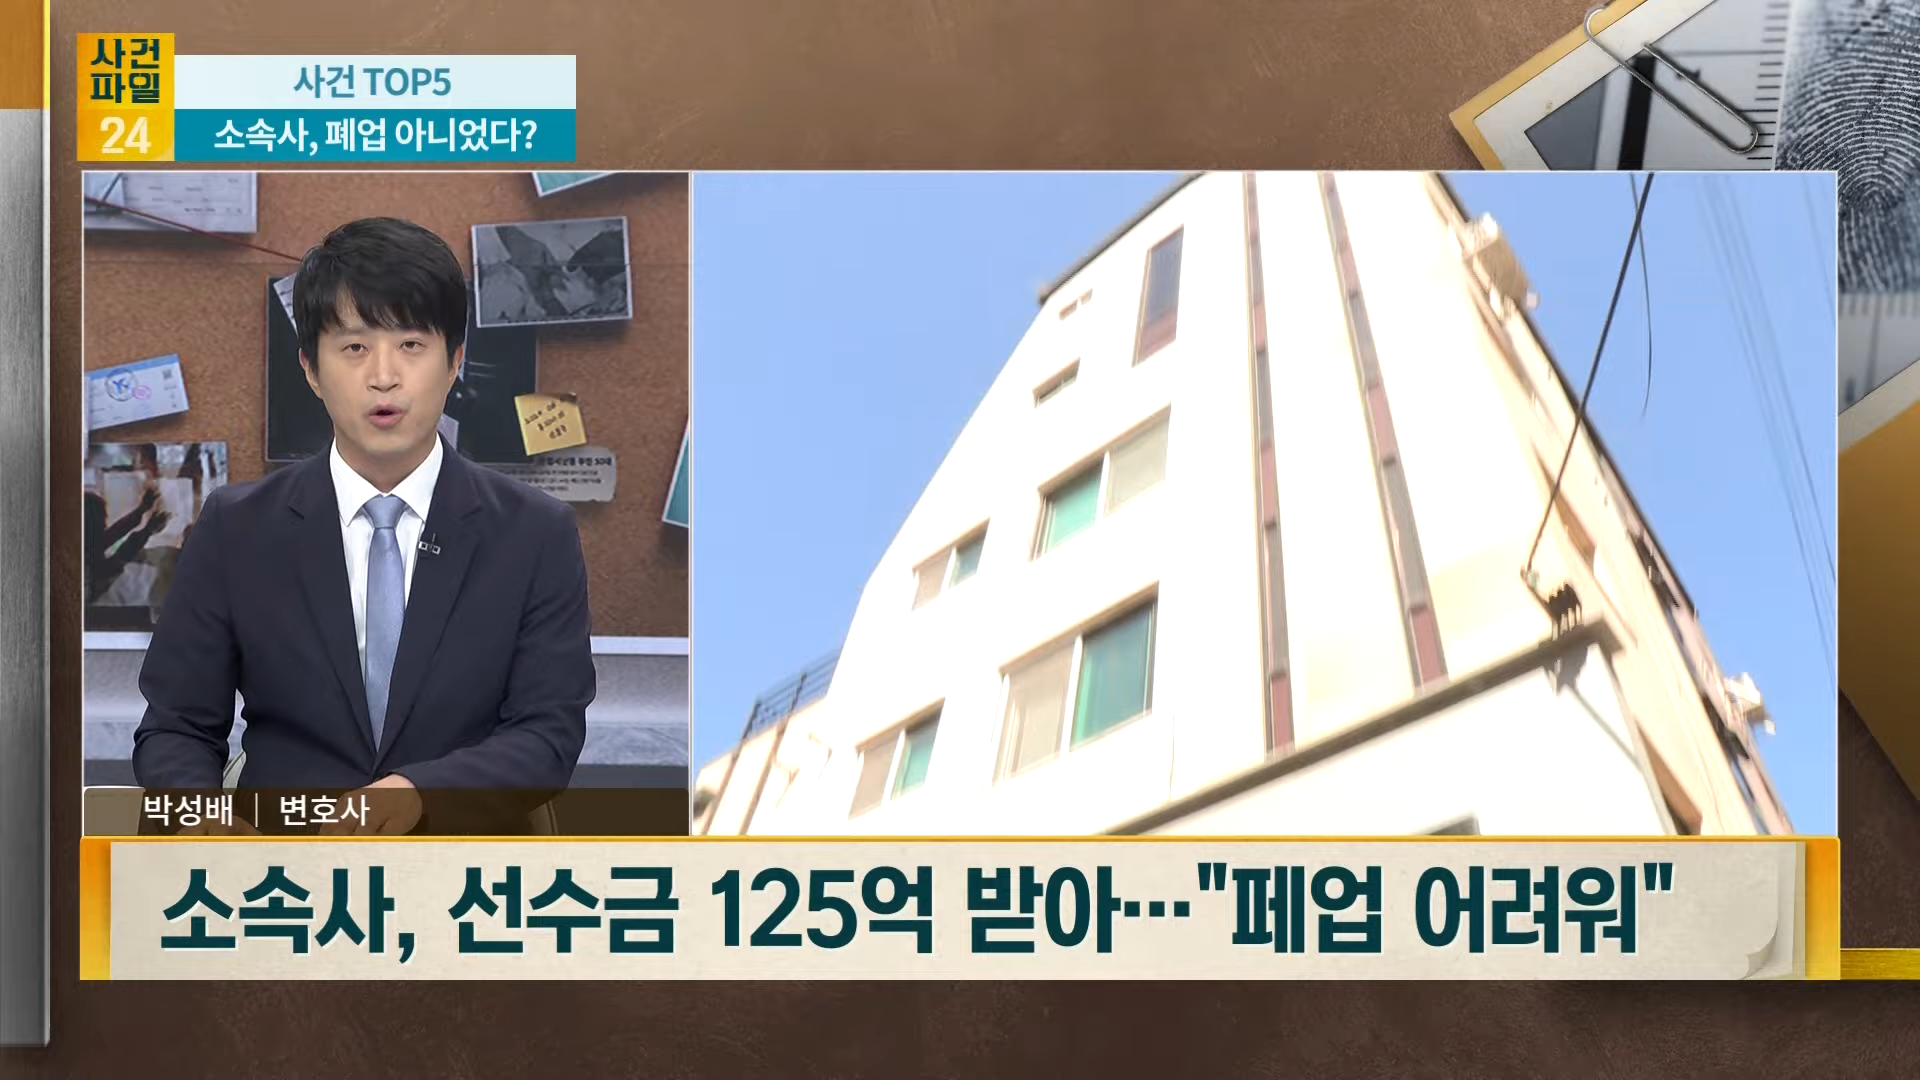 사건
파일
24
사건 TOP5
소속사, 폐업 아니었다?
박성배 | 변호사
소속사, 선수금 125억 받아…"폐업 어려워"